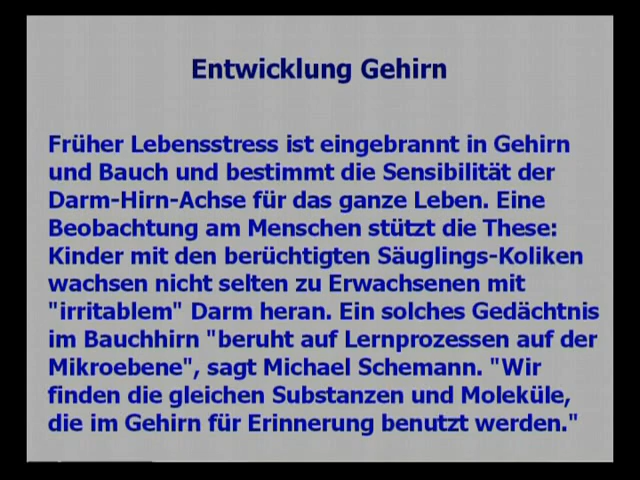 Entwicklung Gehirn
Früher Lebensstress ist eingebrannt in Gehirn
und Bauch und bestimmt die Sensibilität der
Darm-Hirn-Achse für das ganze Leben. Eine
Beobachtung am Menschen stützt die These:
Kinder mit den berüchtigten Säuglings-Koliken
wachsen nicht selten zu Erwachsenen mit
"irritablem" Darm heran. Ein solches Gedächtnis
im Bauchhirn "beruht auf Lernprozessen auf der
Mikroebene", sagt Michael Schemann. "Wir
finden die gleichen Substanzen und Moleküle,
die im Gehirn für Erinnerung benutzt werden."